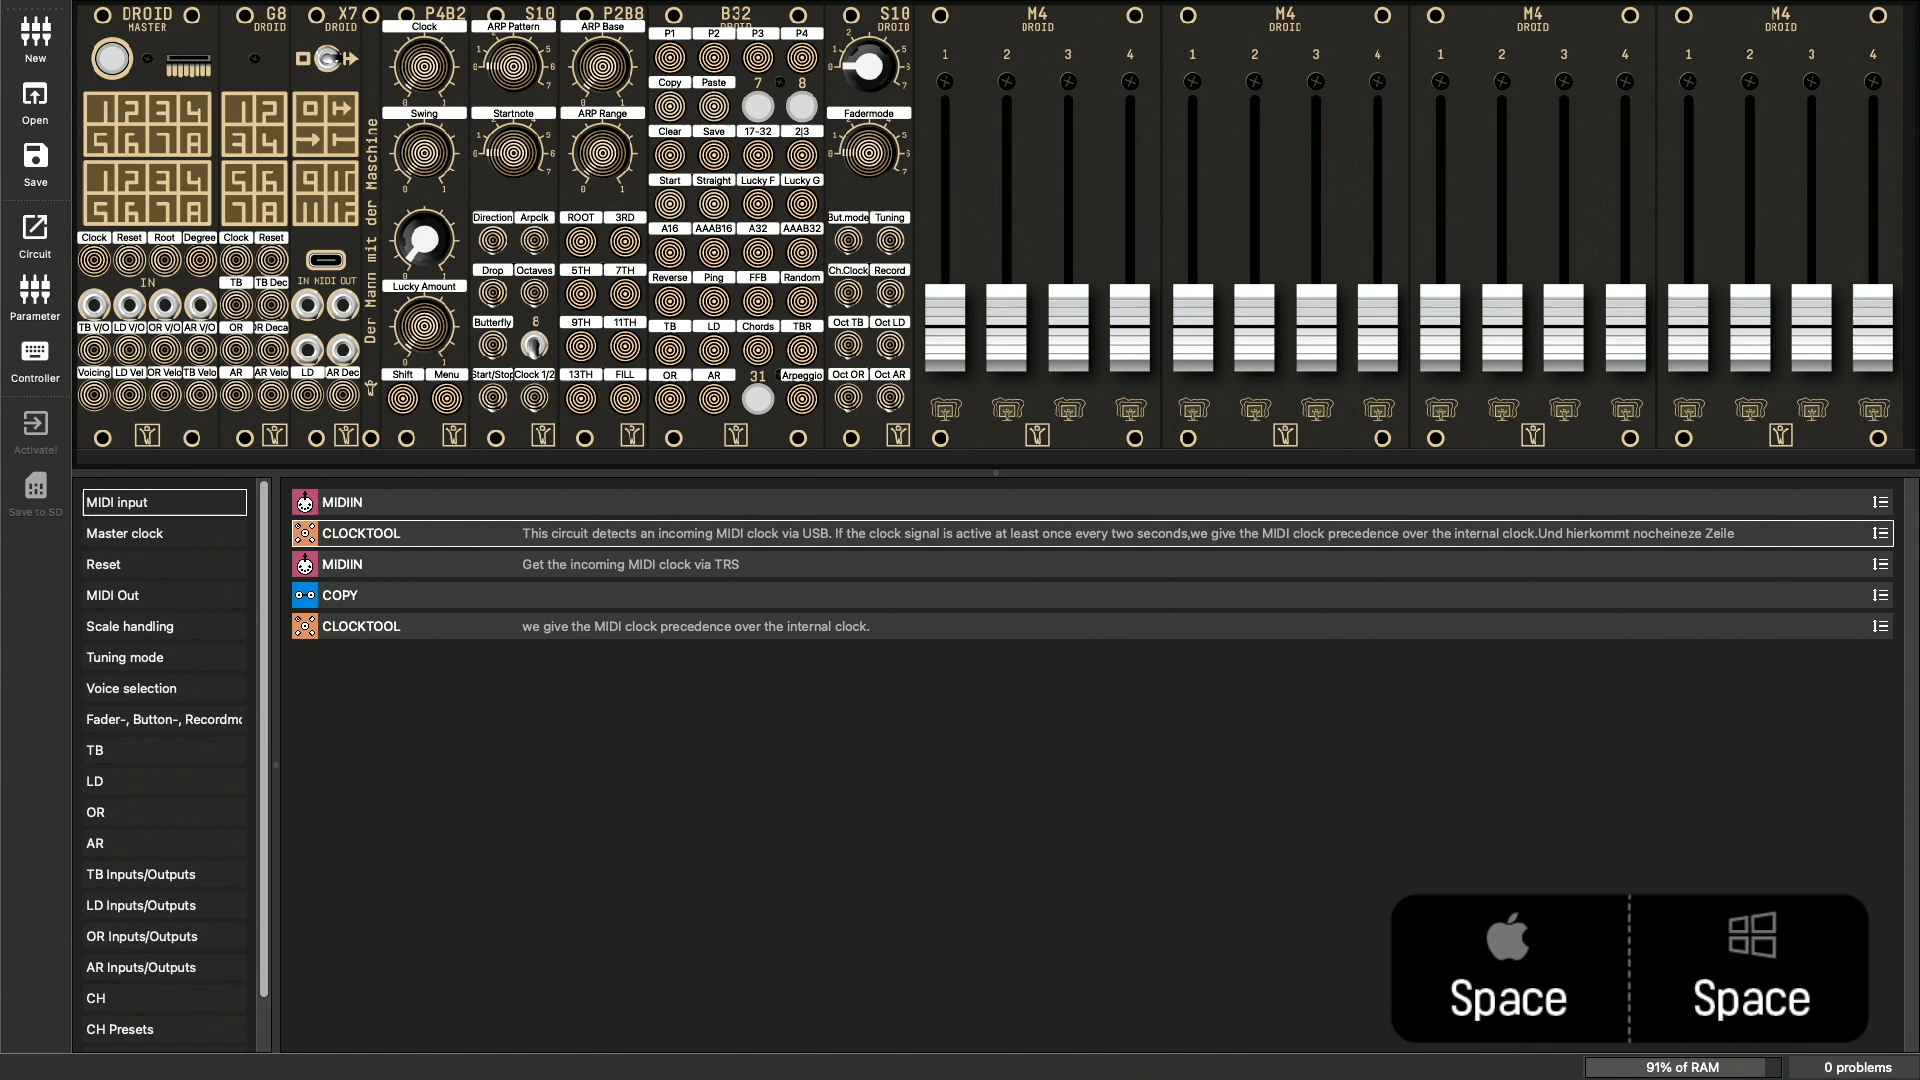 DROID
MASTER
G8
DROID
X7
DROID
P4B2
S10
P2B8
B32
DROID
S10
DROID
M4
DROID
M4
DROID
M4
DROID
M4
DROID
New
Open
Save
Circuit
Parameter
Controller
Activate!
Save to SD
Clock
ARP Pattern
ARP Base
P1 P2 P3 P4
Copy Paste 7 8
Swing
Startnote
ARP Range
Fadermode
Clear Save 17-32 2|3
Start Straight Lucky F Lucky G
Direction Arpclk
ROOT 3RD
A16 AAAB16 A32 AAAB32
But.mode Tuning
Clock Reset Root Degree Clock Reset
IN
IN MIDI OUT
TB TB Dec
Drop Octaves
5TH 7TH
Reverse Ping FFB Random
Ch.Clock Record
Lucky Amount
TB V/O LD V/O OR V/O AR V/O OR
Butterfly 8
9TH 11TH
TB LD Chords TBR
Oct TB Oct LD
Voicing LD Vel OR Velo TB Velo AR AR Velo LD AR Dec
Shift Menu
Start/Stop Clock 1/2
13TH FILL
OR AR 31 Arpeggio
Oct OR Oct AR
Der Mann mit der Maschine
1 2 3 4
1 2 3 4
1 2 3 4
1 2 3 4
MIDI input
Master clock
Reset
MIDI Out
Scale handling
Tuning mode
Voice selection
Fader-, Button-, Recordmo
TB
LD
OR
AR
TB Inputs/Outputs
LD Inputs/Outputs
OR Inputs/Outputs
AR Inputs/Outputs
CH
CH Presets
MIDIIN
CLOCKTOOL This circuit detects an incoming MIDI clock via USB. If the clock signal is active at least once every two seconds,we give the MIDI clock precedence over the internal clock.Und hierkommt nocheineze Zeile
MIDIIN Get the incoming MIDI clock via TRS
COPY
CLOCKTOOL we give the MIDI clock precedence over the internal clock.
Space
Space
91% of RAM
0 problems